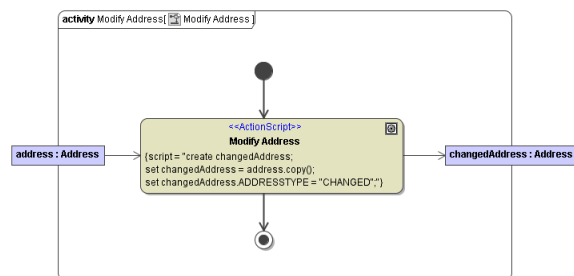 activity Modify Address[ Modify Address ]
<<ActionScript>>
Modify Address
address : Address
{script = "create changedAddress;
set changedAddress = address.copy();
set changedAddress.ADDRESSTYPE = "CHANGED";"}
changedAddress : Address